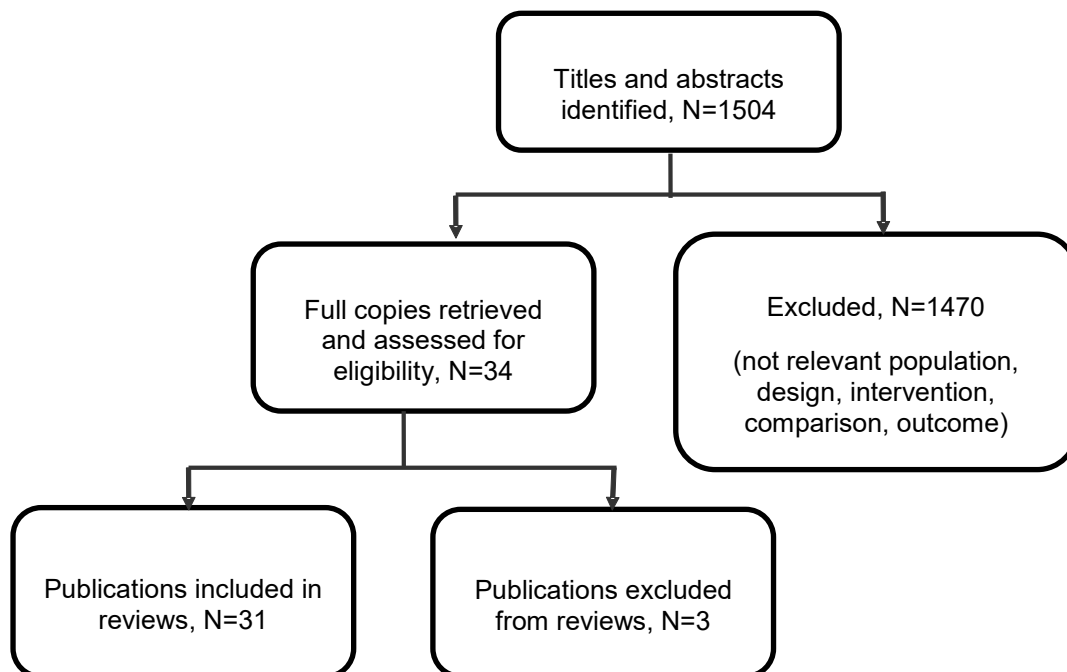 Titles and abstracts
identified, N=1504
Full copies retrieved
and assessed for
eligibility, N=34
Excluded, N=1470
(not relevant population,
design, intervention,
comparison, outcome)
Publications included in
reviews, N=31
Publications excluded
from reviews, N=3